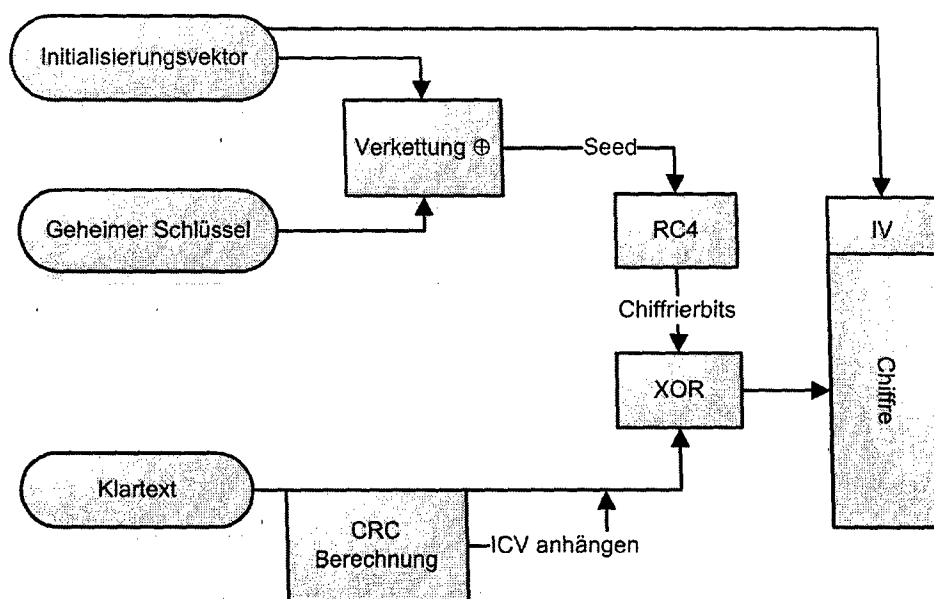 Initialisierungsvektor
Verkettung ⊕
Seed
Geheimer Schlüssel
RC4
IV
Chiffrierbits
Chiffre
XOR
Klartext
CRC
Berechnung
ICV anhängen